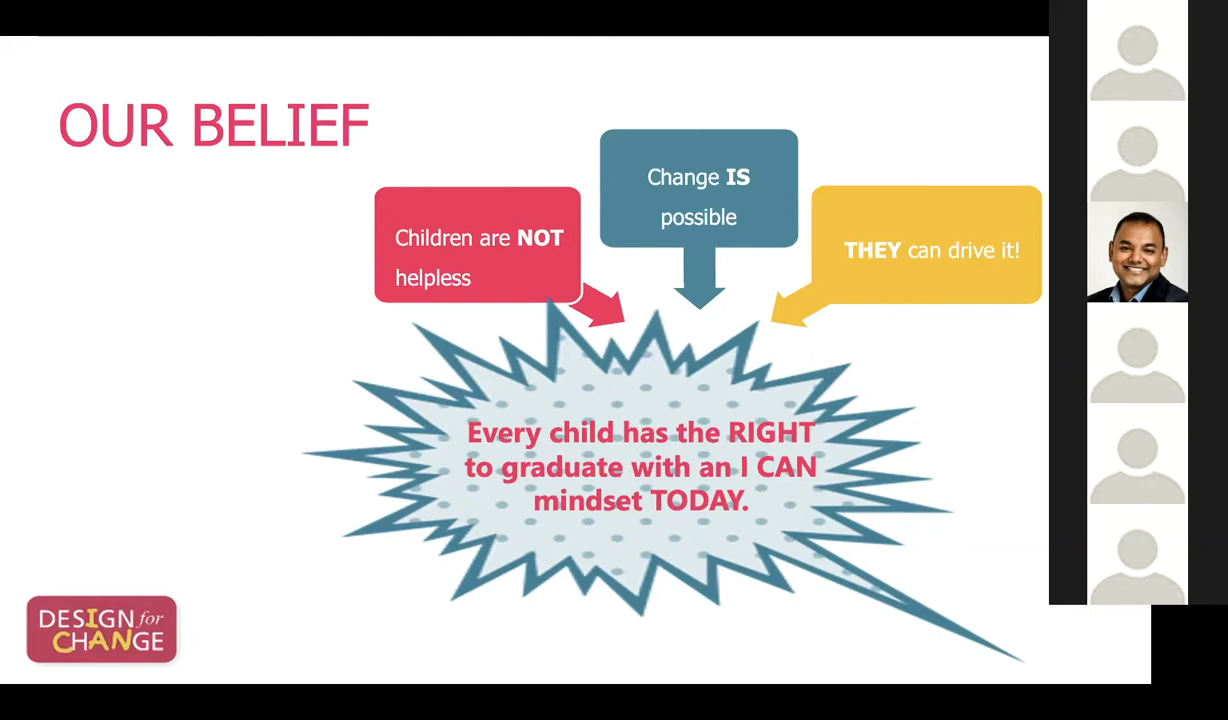 OUR BELIEF
Children are NOT
helpless
Change IS
possible
THEY can drive it!
Every child has the RIGHT
to graduate with an I CAN
mindset TODAY.
DESIGN for
CHANGE